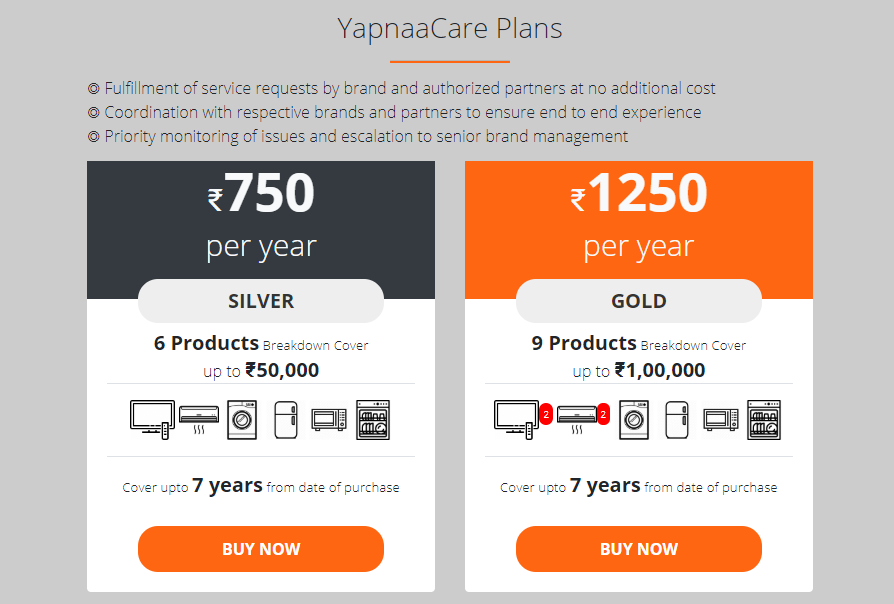 YapnaaCare Plans
◎ Fulfillment of service requests by brand and authorized partners at no additional cost
◎ Coordination with respective brands and partners to ensure end to end experience
◎ Priority monitoring of issues and escalation to senior brand management
₹750
per year
SILVER
6 Products Breakdown Cover
up to ₹50,000
Cover upto 7 years from date of purchase
BUY NOW
₹1250
per year
GOLD
9 Products Breakdown Cover
up to ₹1,00,000
2 2
Cover upto 7 years from date of purchase
BUY NOW